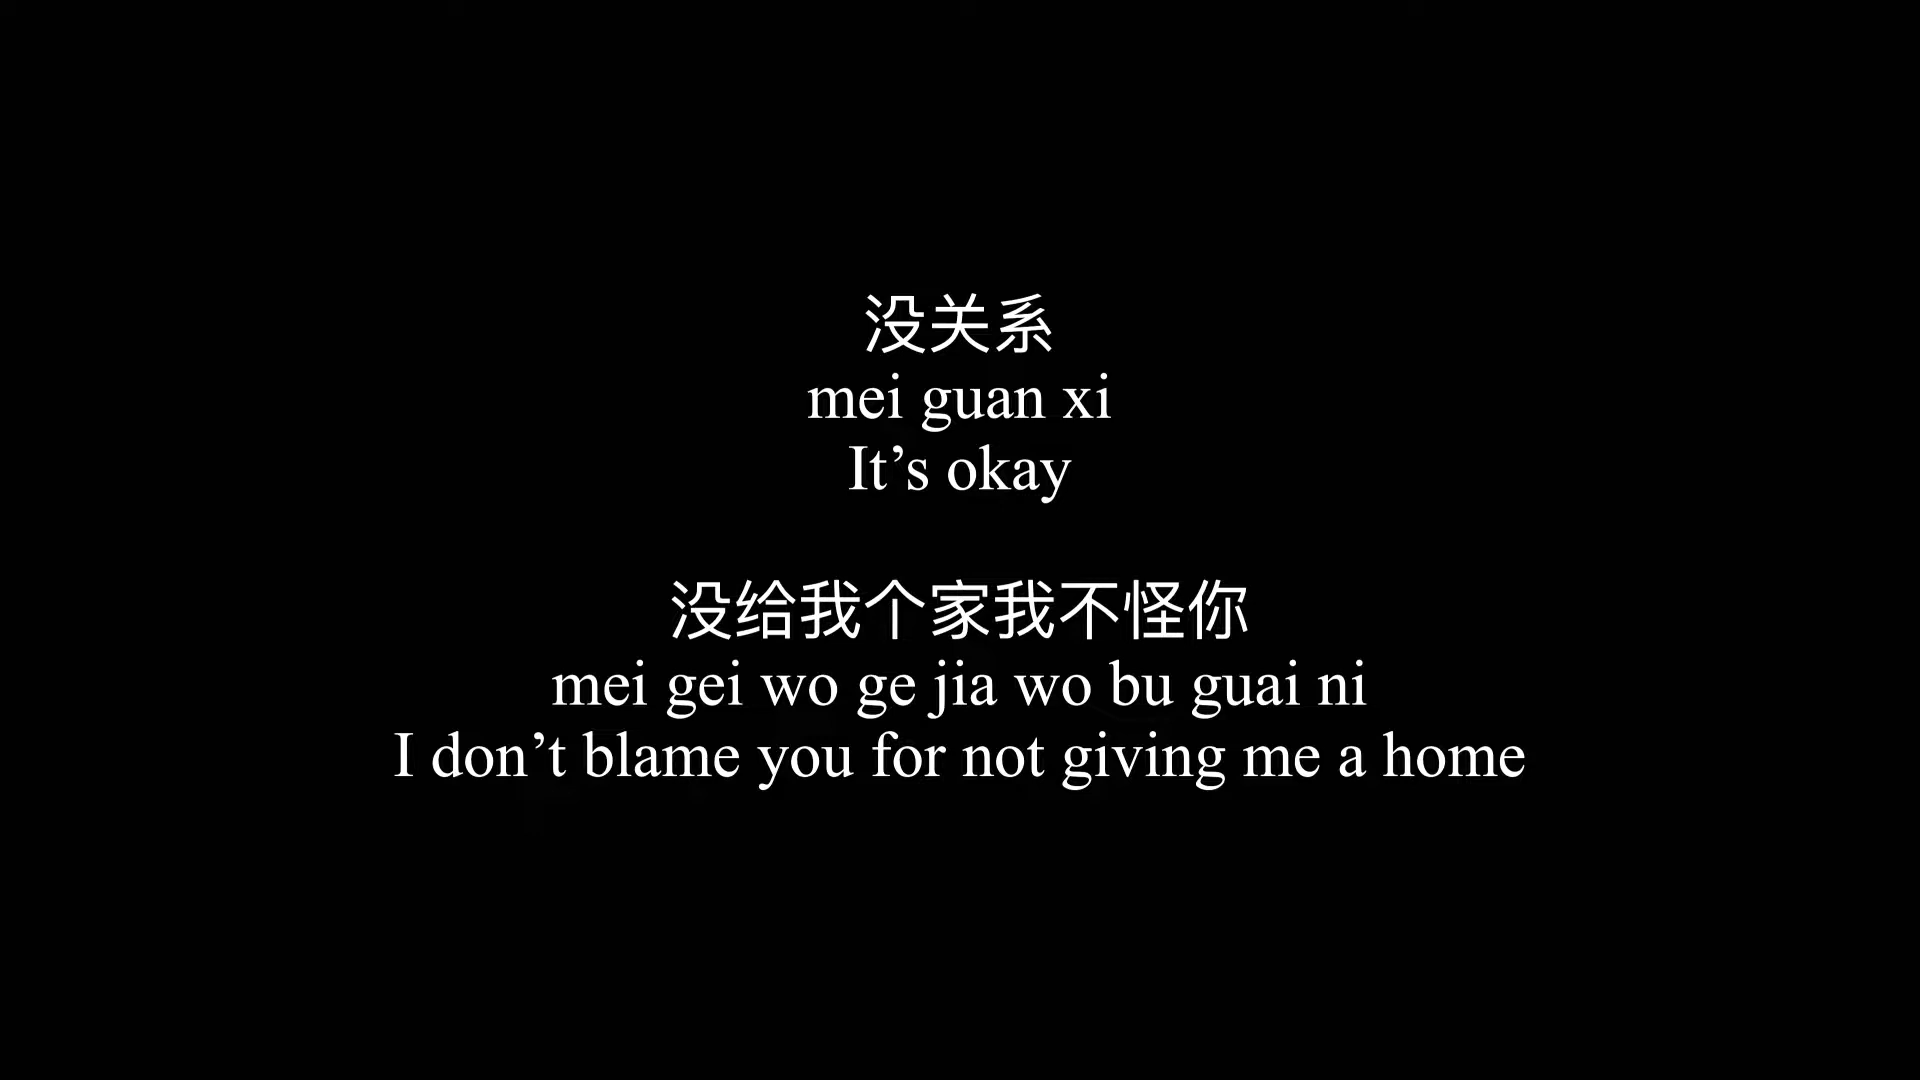 没关系
mei guan xi
It’s okay
没给我个家我不怪你
mei gei wo ge jia wo bu guai ni
I don’t blame you for not giving me a home